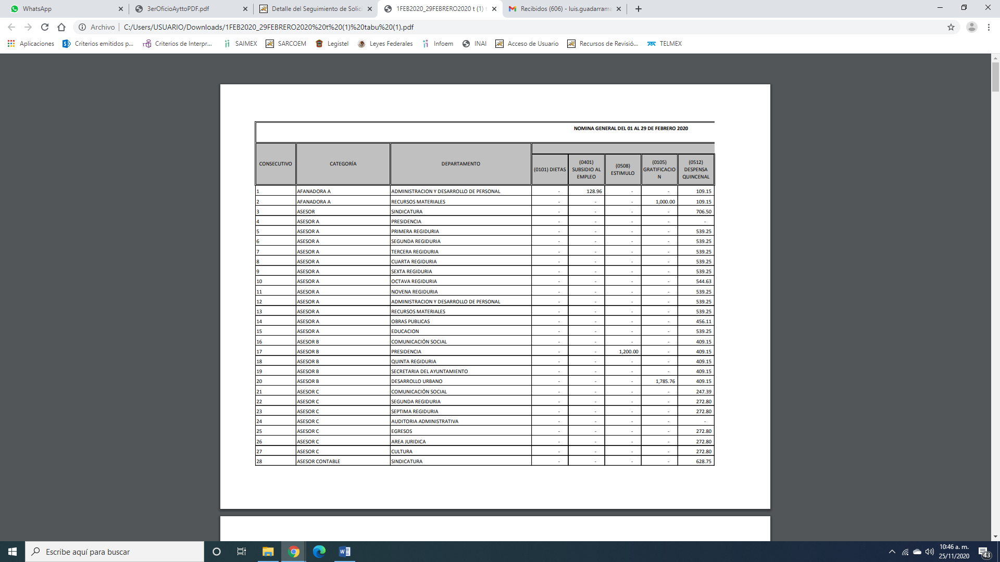 WhatsApp
3erOficioAyttoPDF.pdf
Detalle del Seguimiento de Solici
1FEB2020_29FEBRERO2020 t (1) t
Recibidos (606) - luis.guadarrama
Archivo C:/Users/USUARIO/Downloads/1FEB2020_29FEBRERO2020%20t%20(1)%20tabu%20(1).pdf
Aplicaciones Criterios emitidos p... Criterios de Interpr... SAIMEX SARCOEM Legistel Leyes Federales Infoem INAI Acceso de Usuario Recursos de Revisió... TELMEX
NOMINA GENERAL DEL 01 AL 29 DE FEBRERO 2020
CONSECUTIVO CATEGORÍA DEPARTAMENTO (0101) DIETAS (0401) SUBSIDIO AL EMPLEO (0508) ESTIMULO (0105) GRATIFICACIO N (0512) DESPENSA QUINCENAL
1 AFANADORA A ADMINISTRACION Y DESARROLLO DE PERSONAL - 128.96 - - 109.15
2 AFANADORA A RECURSOS MATERIALES - - - 1,000.00 109.15
3 ASESOR SINDICATURA - - - - 706.50
4 ASESOR A PRESIDENCIA - - - - -
5 ASESOR A PRIMERA REGIDURIA - - - - 539.25
6 ASESOR A SEGUNDA REGIDURIA - - - - 539.25
7 ASESOR A TERCERA REGIDURIA - - - - 539.25
8 ASESOR A CUARTA REGIDURIA - - - - 539.25
9 ASESOR A SEXTA REGIDURIA - - - - 539.25
10 ASESOR A OCTAVA REGIDURIA - - - - 544.63
11 ASESOR A NOVENA REGIDURIA - - - - 539.25
12 ASESOR A ADMINISTRACION Y DESARROLLO DE PERSONAL - - - - 539.25
13 ASESOR A RECURSOS MATERIALES - - - - 539.25
14 ASESOR A OBRAS PUBLICAS - - - - 456.11
15 ASESOR A EDUCACION - - - - 539.25
16 ASESOR B COMUNICACIÓN SOCIAL - - - - 409.15
17 ASESOR B PRESIDENCIA - - 1,200.00 - 409.15
18 ASESOR B QUINTA REGIDURIA - - - - 409.15
19 ASESOR B SECRETARIA DEL AYUNTAMIENTO - - - - 409.15
20 ASESOR B DESARROLLO URBANO - - - 1,785.76 409.15
21 ASESOR C COMUNICACIÓN SOCIAL - - - - 247.39
22 ASESOR C SEGUNDA REGIDURIA - - - - 272.80
23 ASESOR C SEPTIMA REGIDURIA - - - - 272.80
24 ASESOR C AUDITORIA ADMINISTRATIVA - - - - -
25 ASESOR C EGRESOS - - - - 272.80
26 ASESOR C AREA JURIDICA - - - - 272.80
27 ASESOR C CULTURA - - - - 272.80
28 ASESOR CONTABLE SINDICATURA - - - - 628.75
Escribe aquí para buscar
10:46 a. m.
25/11/2020
43